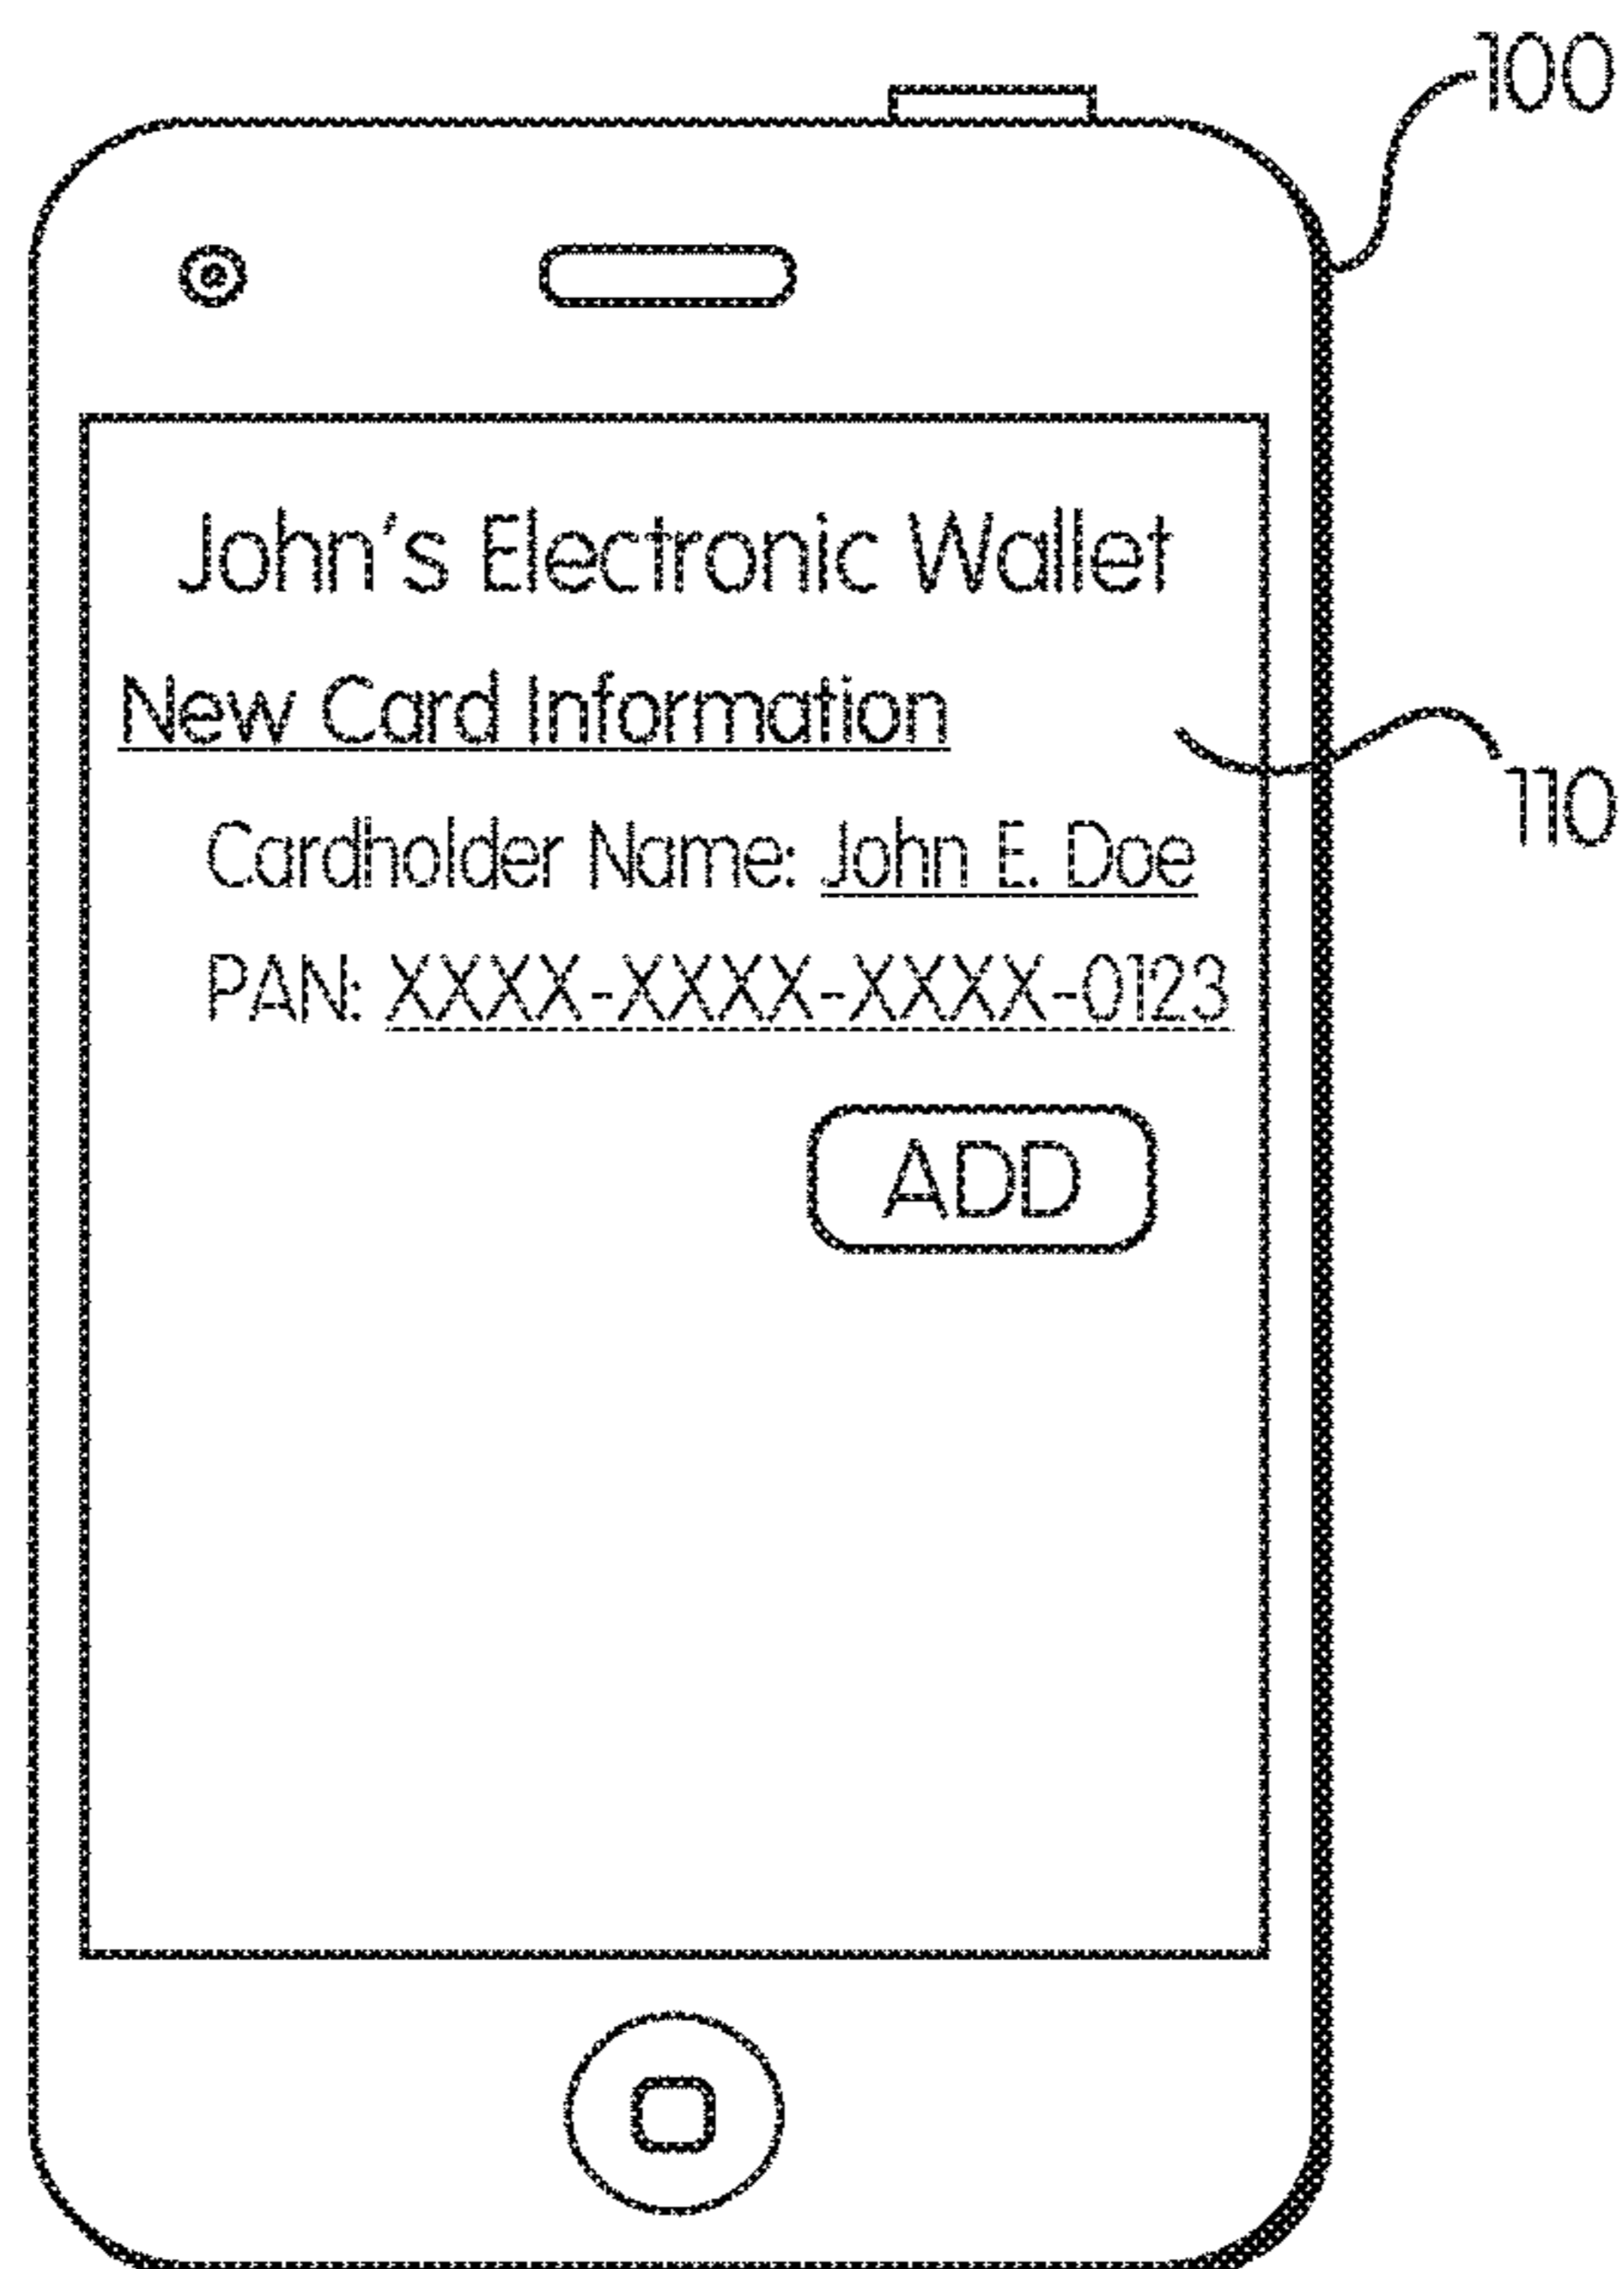 100
John's Electronic Wallet
New Card Information
110
Cardholder Name: John E. Doe
PAN: XXXX-XXXX-XXXX-0123
ADD